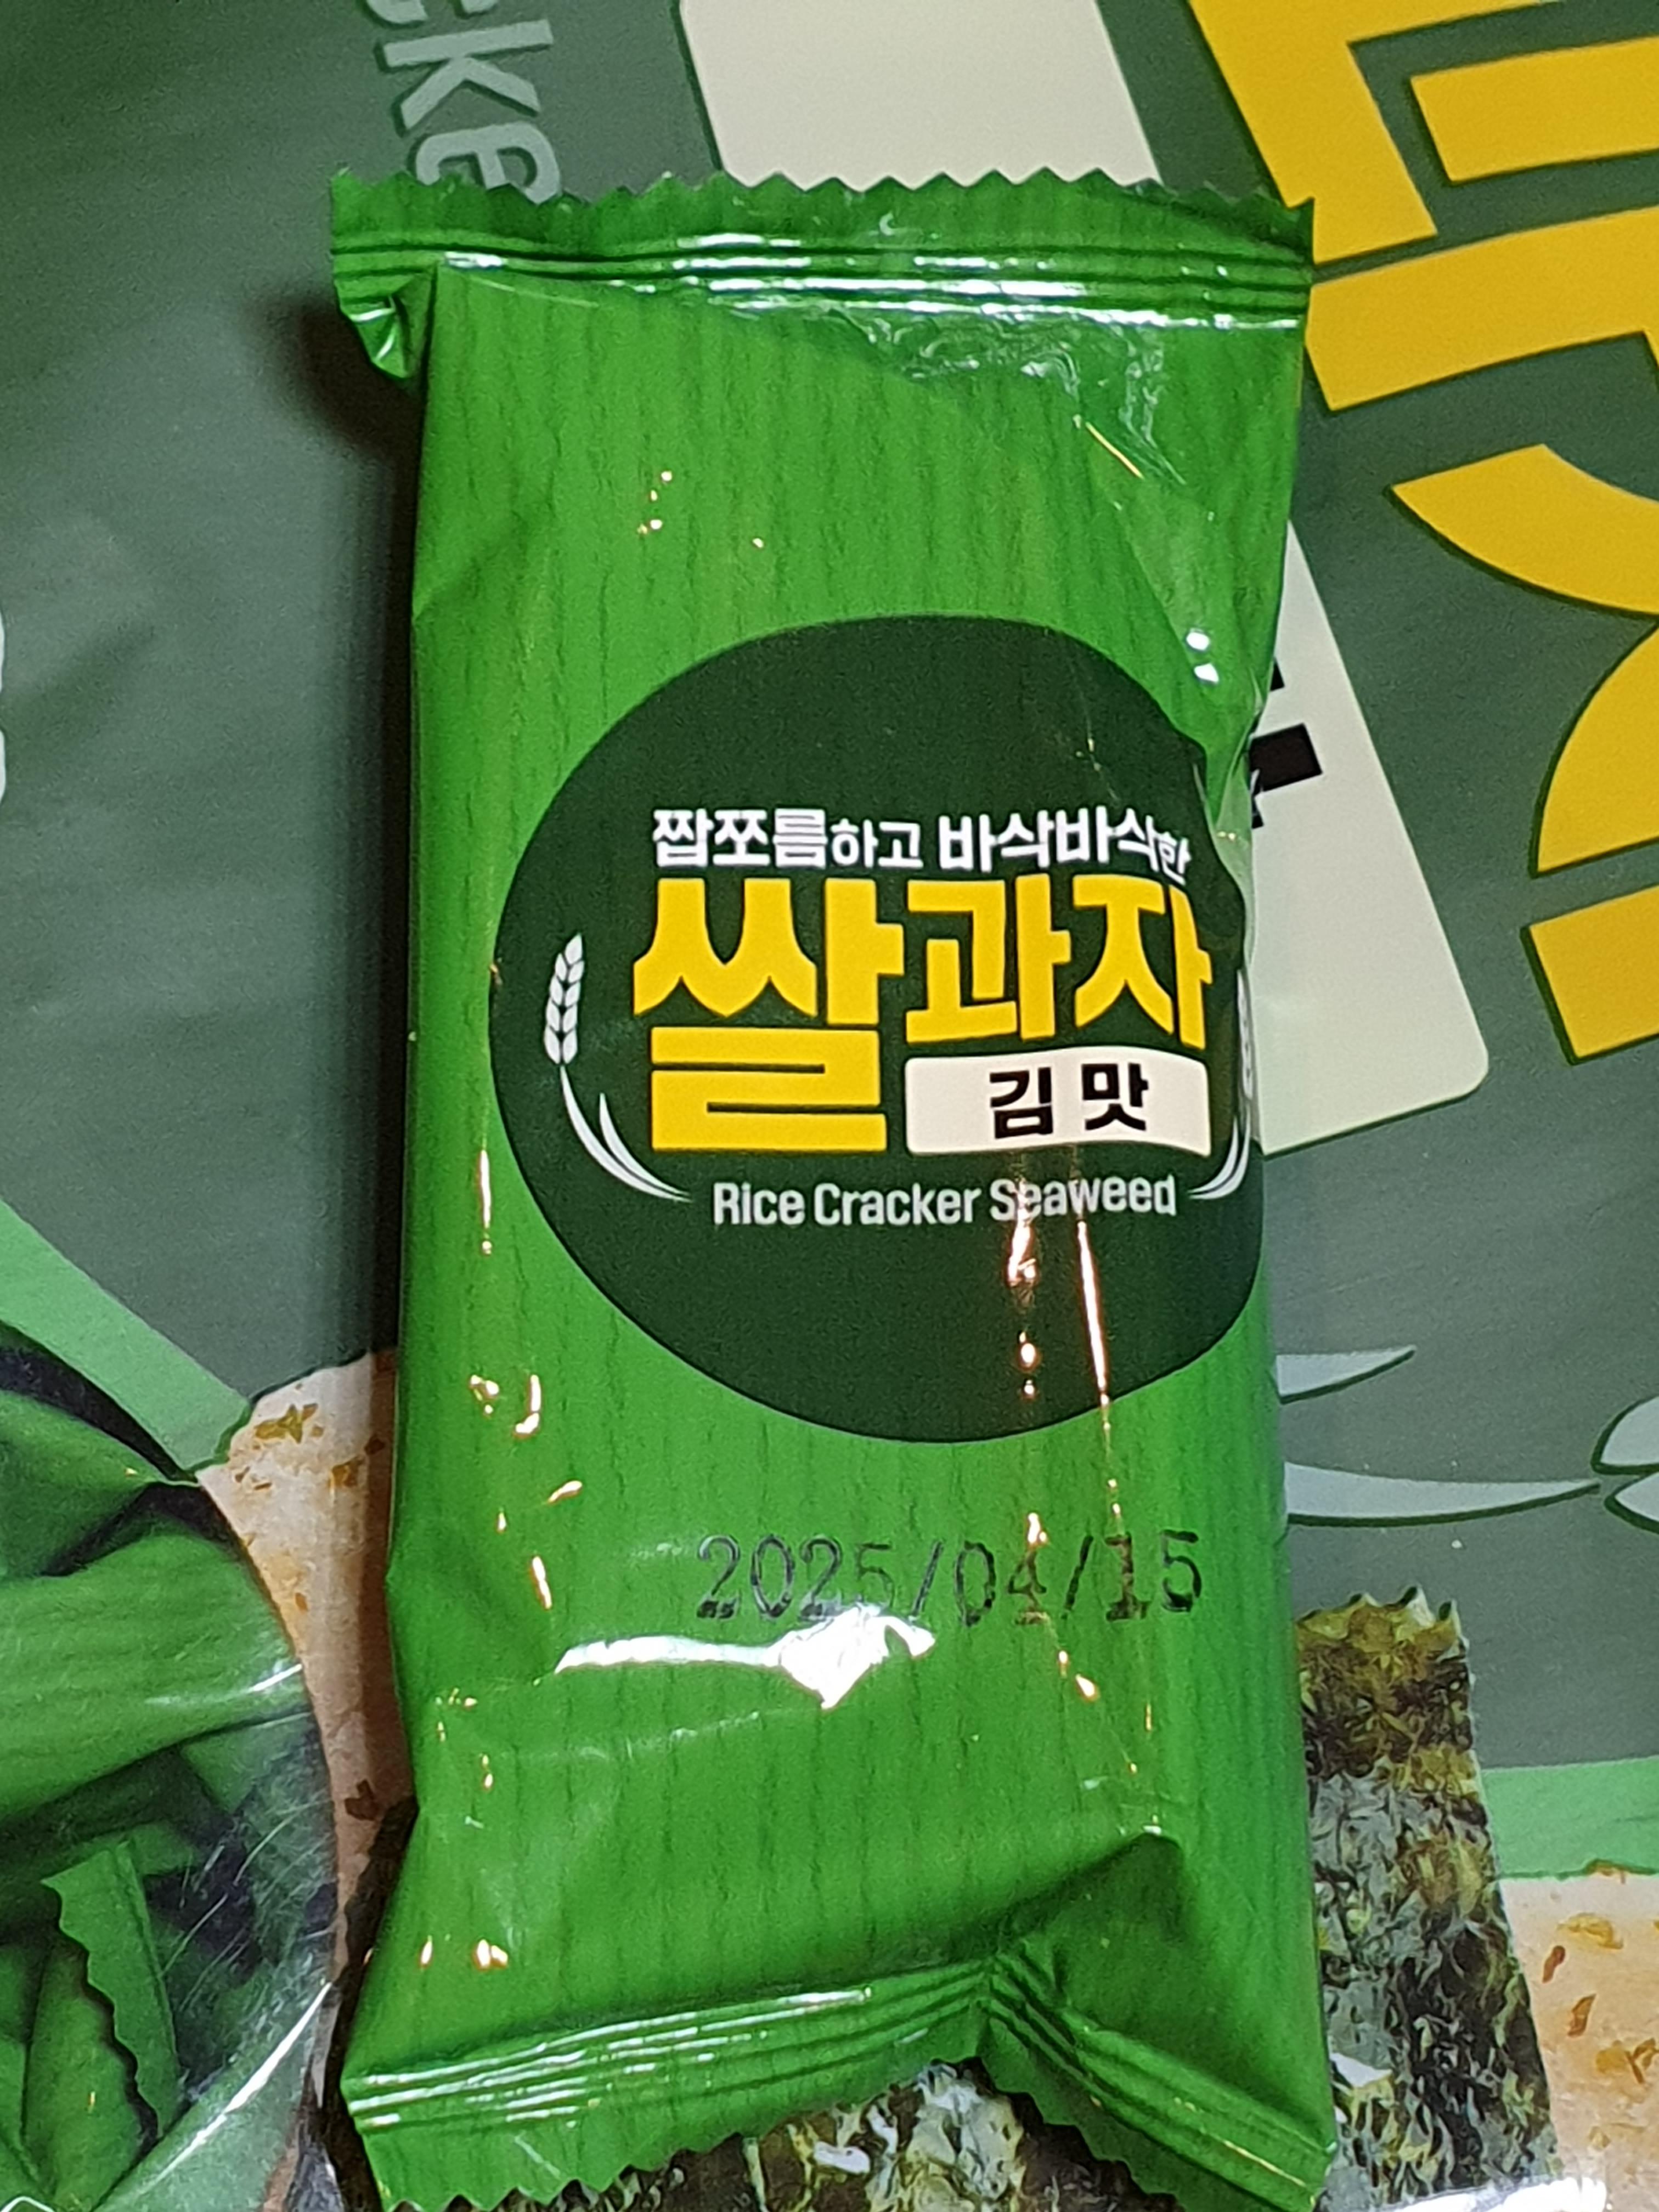 짭쪼름하고 바삭바삭한
쌀과자
김 맛
Rice Cracker Seaweed
2025/04/15